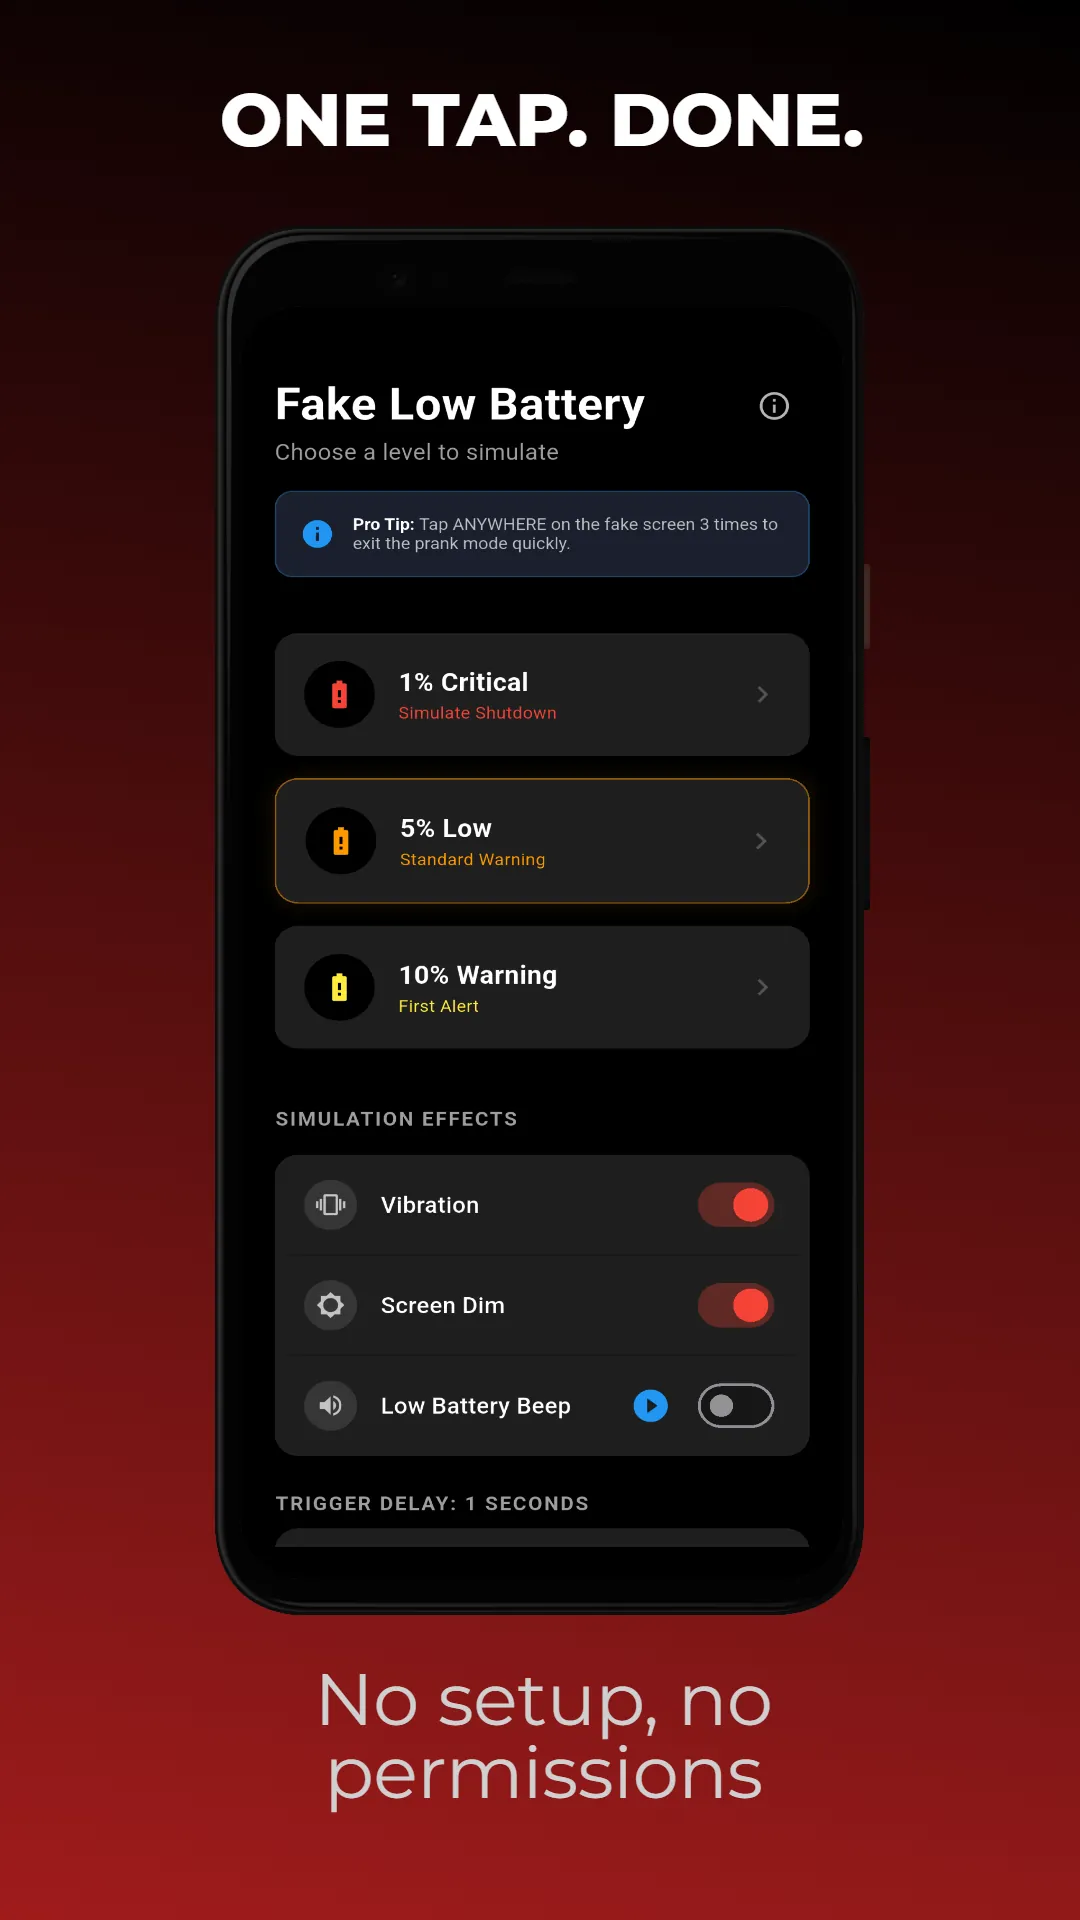 ONE TAP. DONE.
Fake Low Battery
Choose a level to simulate
Pro Tip: Tap ANYWHERE on the fake screen 3 times to
exit the prank mode quickly.
1% Critical
Simulate Shutdown
5% Low
Standard Warning
10% Warning
First Alert
SIMULATION EFFECTS
Vibration
Screen Dim
Low Battery Beep
TRIGGER DELAY: 1 SECONDS
No setup, no
permissions